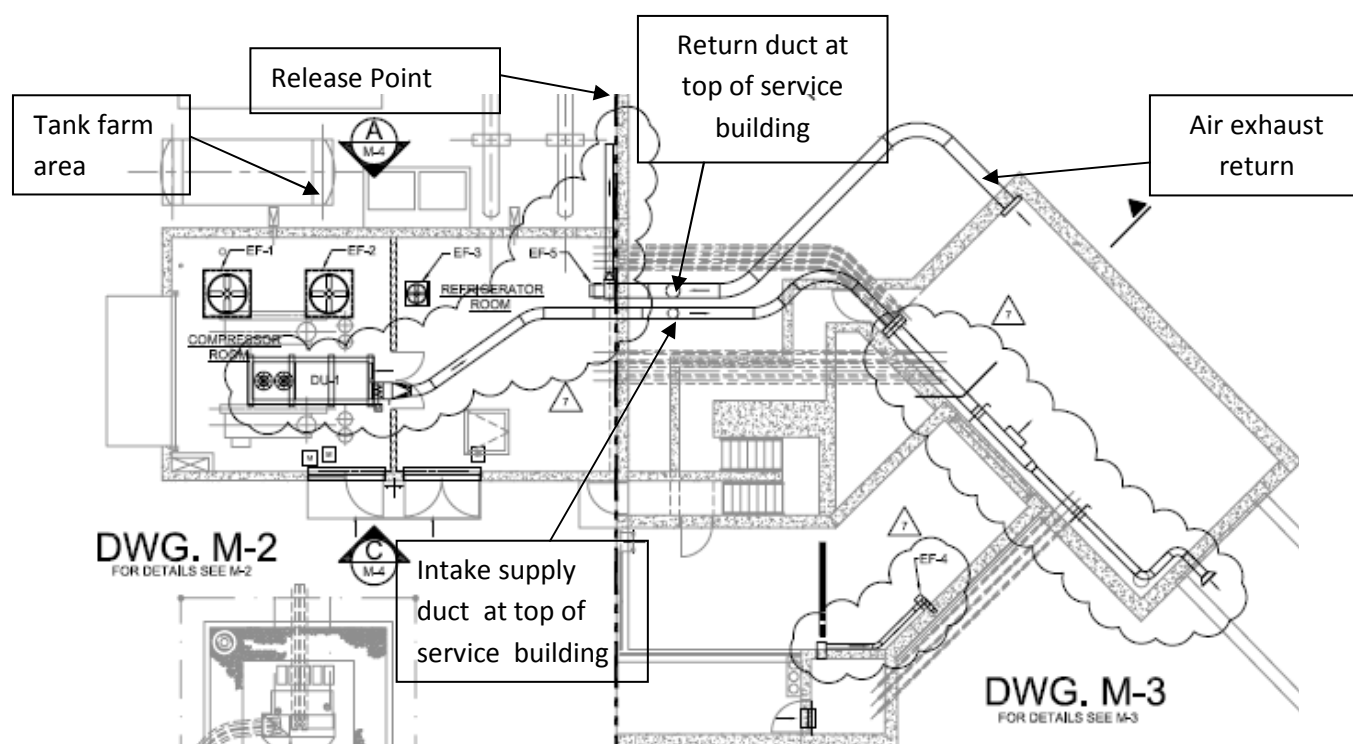 Release Point
Return duct at
top of service
building
Tank farm
area
Air exhaust
return
A
M-4
EF-1
EF-2
EF-3
EF-5
REFRIGERATOR
ROOM
COMPRESSOR
ROOM
DU-1
7
7
7
M
M
EF-4
DWG. M-2
FOR DETAILS SEE M-2
C
M-4
Intake supply
duct at top of
service building
DWG. M-3
FOR DETAILS SEE M-3